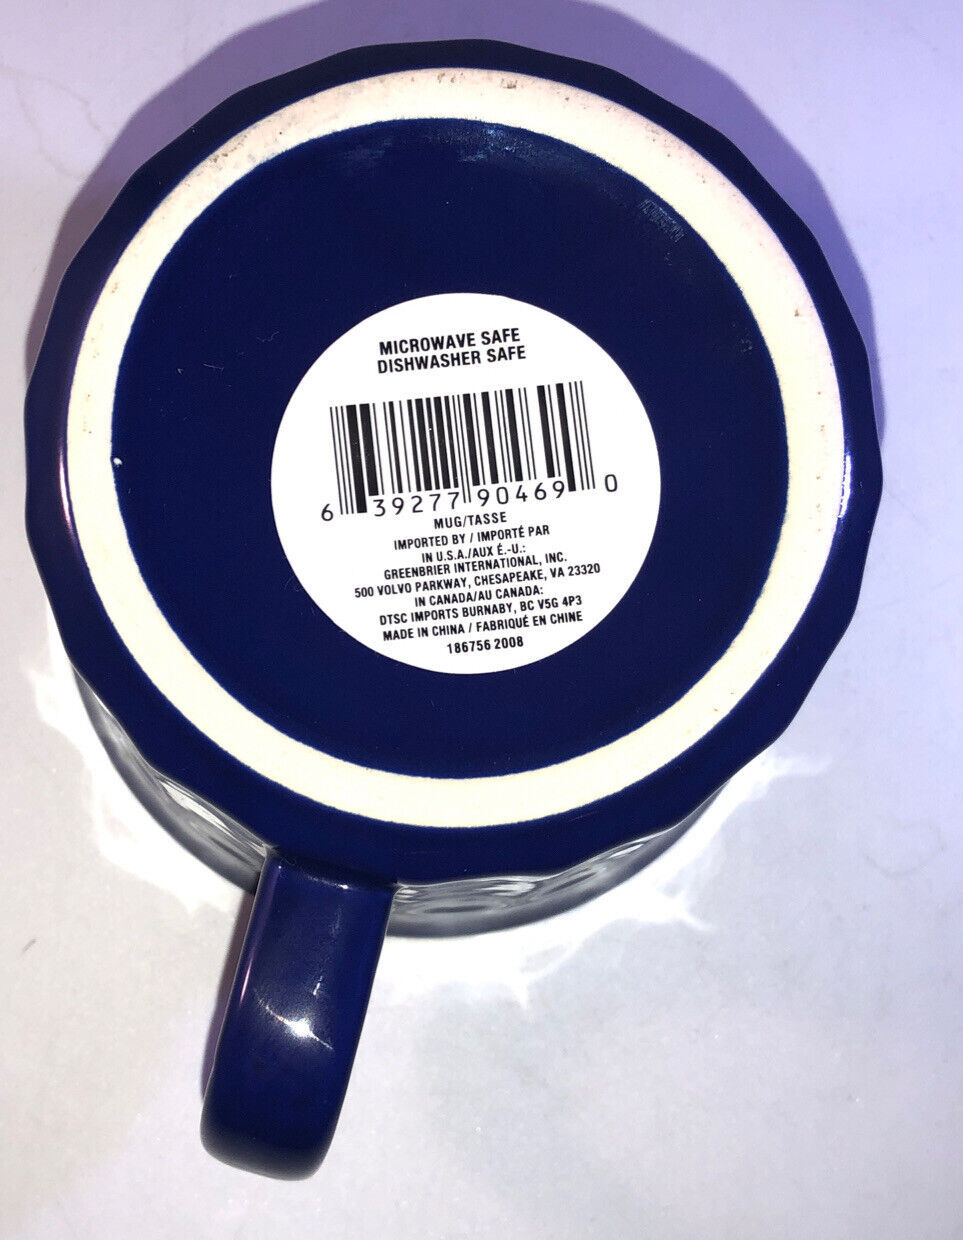 MICROWAVE SAFE
DISHWASHER SAFE
6 39277 90469 0
MUG/TASSE
IMPORTED BY / IMPORTÉ PAR
IN U.S.A./AUX É.-U.:
GREENBRIER INTERNATIONAL, INC.
500 VOLVO PARKWAY, CHESAPEAKE, VA 23320
IN CANADA/AU CANADA:
DTSC IMPORTS BURNABY, BC V5G 4P3
MADE IN CHINA / FABRIQUÉ EN CHINE
186756 2008